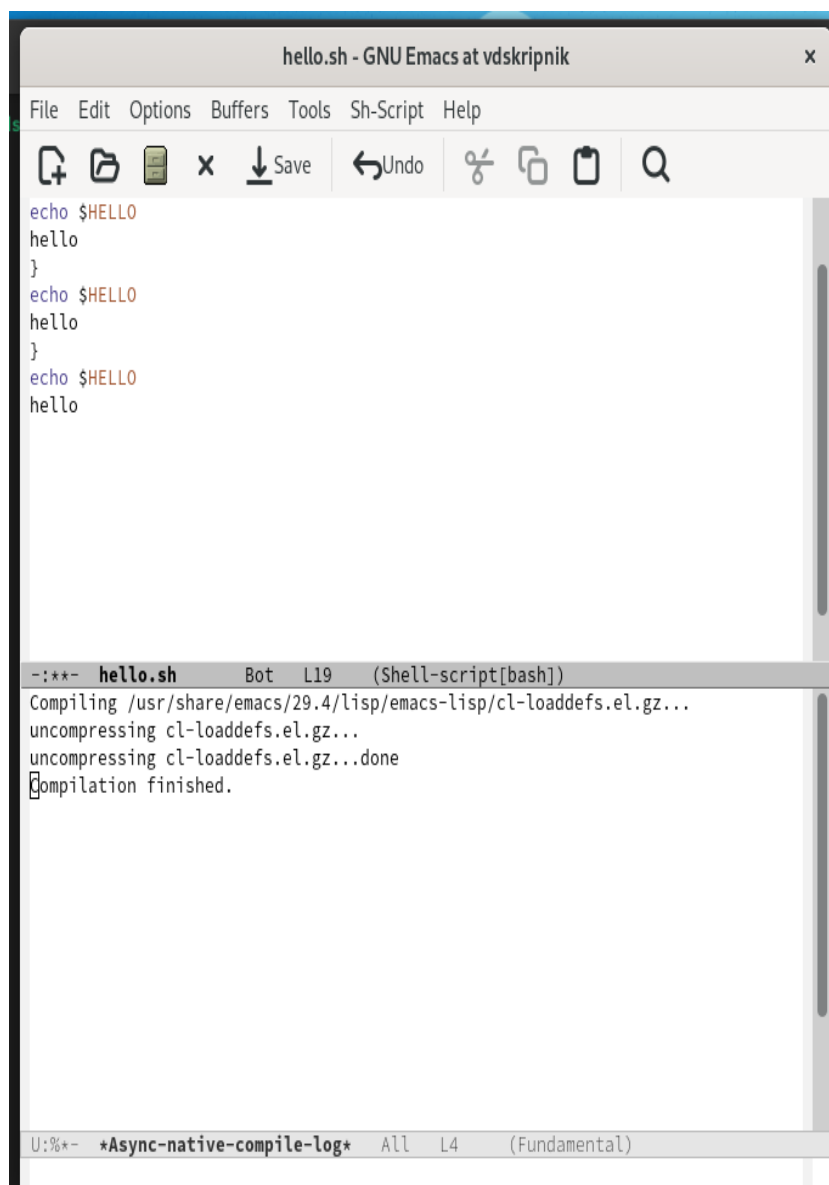 hello.sh - GNU Emacs at vdskripnik x
File Edit Options Buffers Tools Sh-Script Help
Save Undo
echo $HELLO
hello
}
echo $HELLO
hello
}
echo $HELLO
hello
-:**- hello.sh Bot L19 (Shell-script[bash])
Compiling /usr/share/emacs/29.4/lisp/emacs-lisp/cl-loaddefs.el.gz...
uncompressing cl-loaddefs.el.gz...
uncompressing cl-loaddefs.el.gz...done
Compilation finished.
U:%*- *Async-native-compile-log* All L4 (Fundamental)